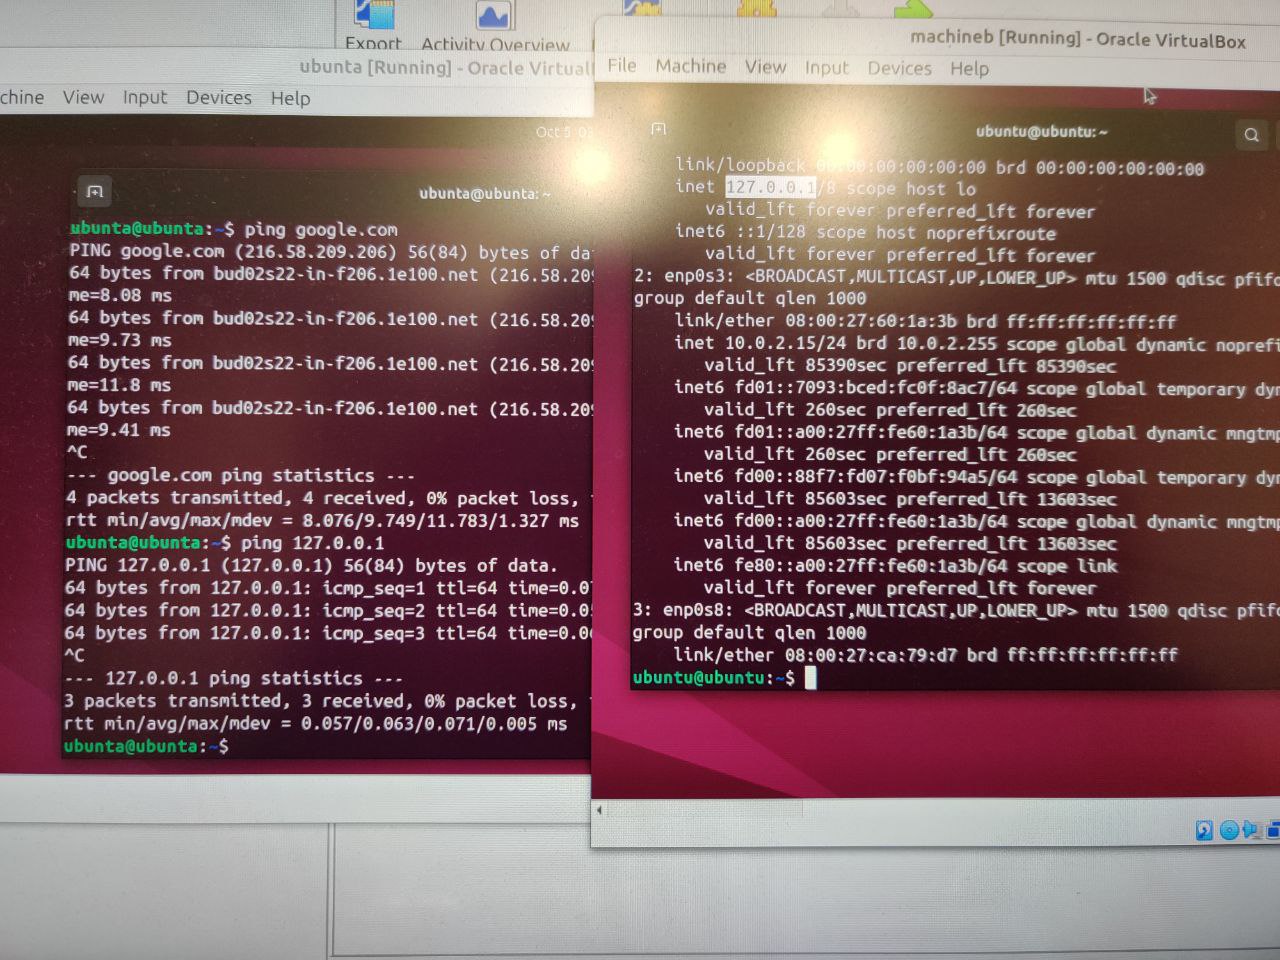 Export
Activity Overview
ubunta [Running] - Oracle Virtual
chine View Input Devices Help
Oct 5
ubunta@ubunta: ~
ubunta@ubunta:~$ ping google.com
PING google.com (216.58.209.206) 56(84) bytes of da
64 bytes from bud02s22-in-f206.1e100.net (216.58.209
me=8.08 ms
64 bytes from bud02s22-in-f206.1e100.net (216.58.209
me=9.73 ms
64 bytes from bud02s22-in-f206.1e100.net (216.58.209
me=11.8 ms
64 bytes from bud02s22-in-f206.1e100.net (216.58.209
me=9.41 ms
^C
--- google.com ping statistics ---
4 packets transmitted, 4 received, 0% packet loss,
rtt min/avg/max/mdev = 8.076/9.749/11.783/1.327 ms
ubunta@ubunta:~$ ping 127.0.0.1
PING 127.0.0.1 (127.0.0.1) 56(84) bytes of data.
64 bytes from 127.0.0.1: icmp_seq=1 ttl=64 time=0.07
64 bytes from 127.0.0.1: icmp_seq=2 ttl=64 time=0.05
64 bytes from 127.0.0.1: icmp_seq=3 ttl=64 time=0.06
^C
--- 127.0.0.1 ping statistics ---
3 packets transmitted, 3 received, 0% packet loss,
rtt min/avg/max/mdev = 0.057/0.063/0.071/0.005 ms
ubunta@ubunta:~$
machineb [Running] - Oracle VirtualBox
File Machine View Input Devices Help
ubuntu@ubuntu: ~
link/loopback 00:00:00:00:00:00 brd 00:00:00:00:00:00
inet 127.0.0.1/8 scope host lo
valid_lft forever preferred_lft forever
inet6 ::1/128 scope host noprefixroute
valid_lft forever preferred_lft forever
2: enp0s3: <BROADCAST,MULTICAST,UP,LOWER_UP> mtu 1500 qdisc pfifo
group default qlen 1000
link/ether 08:00:27:60:1a:3b brd ff:ff:ff:ff:ff:ff
inet 10.0.2.15/24 brd 10.0.2.255 scope global dynamic noprefi
valid_lft 85390sec preferred_lft 85390sec
inet6 fd01::7093:bced:fc0f:8ac7/64 scope global temporary dyn
valid_lft 260sec preferred_lft 260sec
inet6 fd01::a00:27ff:fe60:1a3b/64 scope global dynamic mngtmp
valid_lft 260sec preferred_lft 260sec
inet6 fd00::88f7:fd07:f0bf:94a5/64 scope global temporary dyn
valid_lft 85603sec preferred_lft 13603sec
inet6 fd00::a00:27ff:fe60:1a3b/64 scope global dynamic mngtmp
valid_lft 85603sec preferred_lft 13603sec
inet6 fe80::a00:27ff:fe60:1a3b/64 scope link
valid_lft forever preferred_lft forever
3: enp0s8: <BROADCAST,MULTICAST,UP,LOWER_UP> mtu 1500 qdisc pfifo
group default qlen 1000
link/ether 08:00:27:ca:79:d7 brd ff:ff:ff:ff:ff:ff
ubuntu@ubuntu:~$